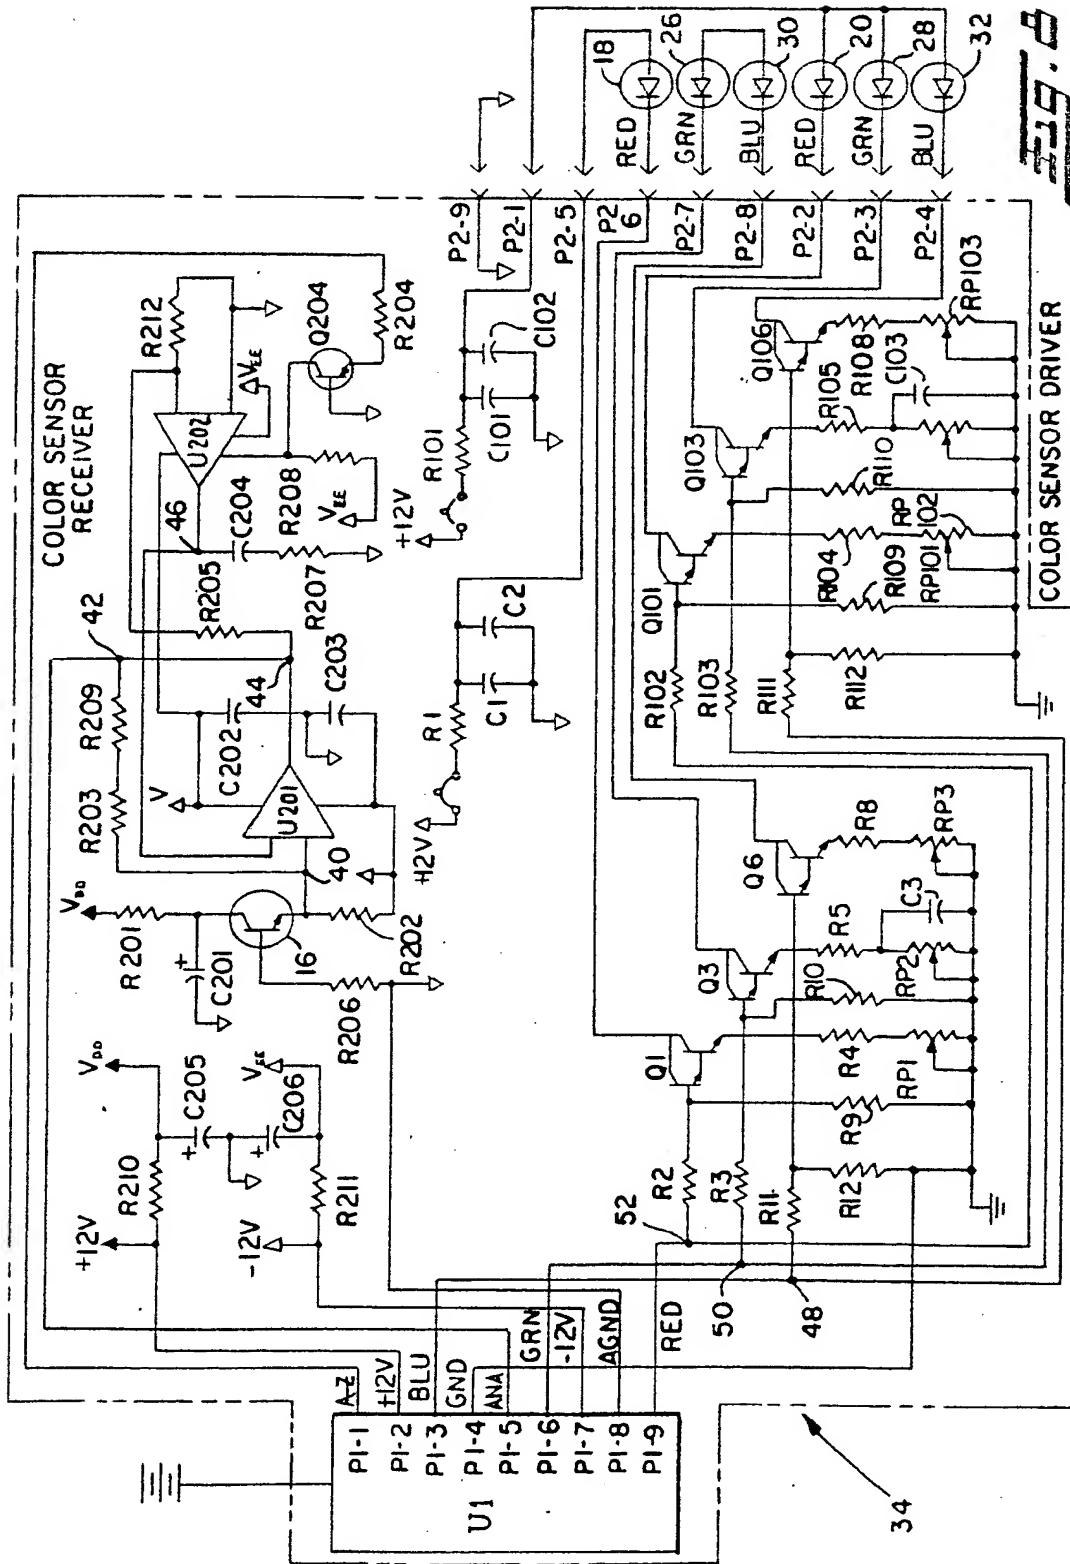 COLOR SENSOR
RECEIVER
R212
Q204
R204
VEE
U202
46
C204
R208
VEE
R205
R207
42
44
R209
R203
V
C202
C203
U201
40
VDD
R201
C201
16
R202
R206
VDD
C205
VEE
C206
R210
R211
+12V
-12V
+12V
R101
C101
C102
+12V
R1
C1
C2
P2-9
P2-1
P2-5
P2
6
P2-7
P2-8
P2-2
P2-3
P2-4
RED
GRN
BLU
RED
GRN
BLU
18
26
30
20
28
32
Fig. 8
Q106
Q103
Q101
R108
RP103
R105
C103
R110
R104
RP
102
R109
RP101
R102
R103
R111
R112
COLOR SENSOR DRIVER
Q6
Q3
Q1
R8
RP3
R5
C3
R10
RP2
R4
RP1
R9
R2
R3
R11
R12
52
50
48
A-Z
+12V
BLU
GND
ANA
GRN
-12V
AGND
RED
P1-1
P1-2
P1-3
P1-4
P1-5
P1-6
P1-7
P1-8
P1-9
U1
34